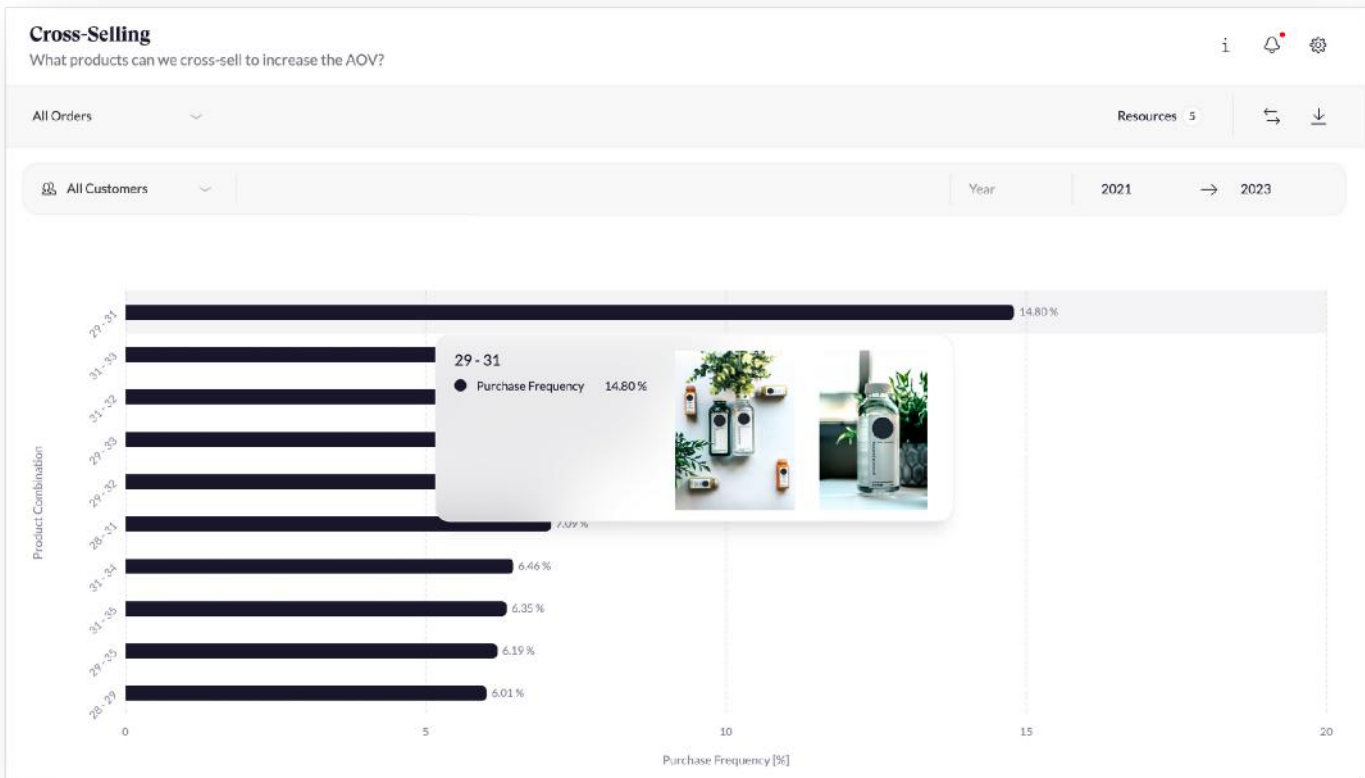 Cross-Selling
What products can we cross-sell to increase the AOV?
i
All Orders
Resources 5
All Customers
Year 2021 → 2023
29 - 31
14.80 %
31 - 33
31 - 32
29 - 33
29 - 32
28 - 31
7.09 %
31 - 34
6.46 %
31 - 35
6.35 %
29 - 35
6.19 %
28 - 29
6.01 %
29 - 31
Purchase Frequency 14.80 %
Product Combination
0 5 10 15 20
Purchase Frequency [%]